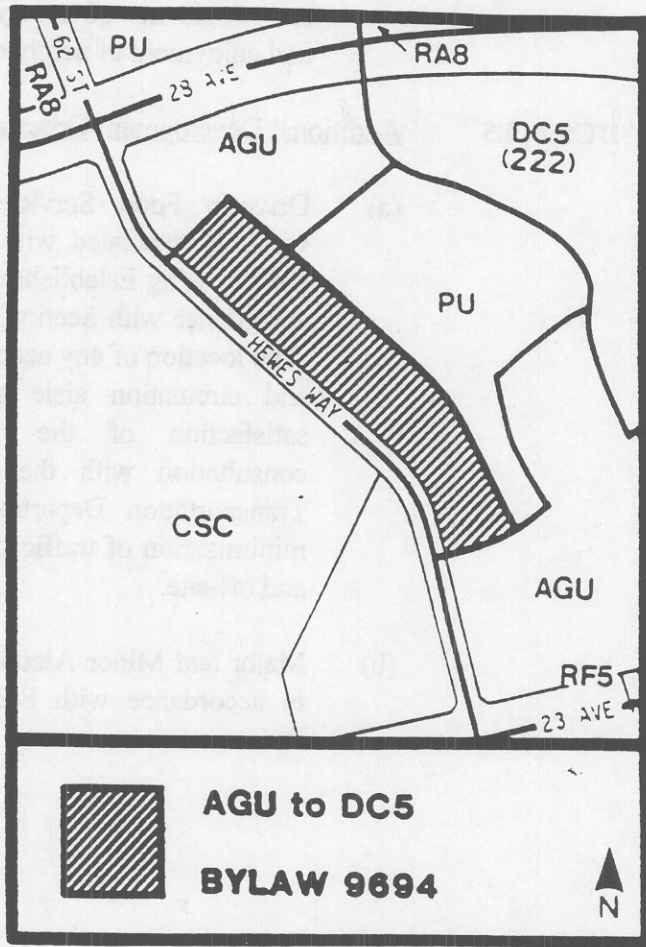 62 ST
PU
RA8
RA8
28 AVE
AGU
DC5
(222)
PU
HEWES WAY
CSC
AGU
RF5
23 AVE
AGU to DC5
BYLAW 9694
N